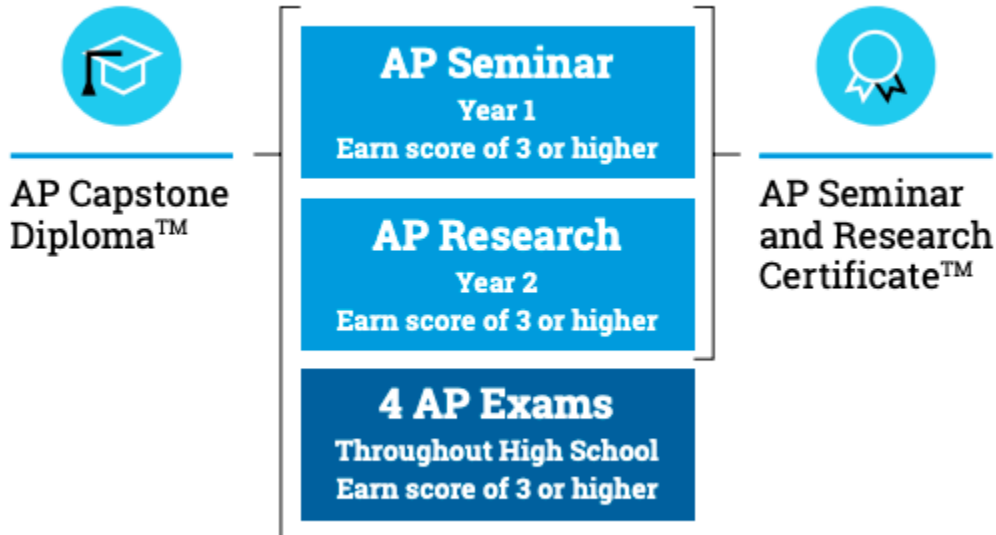 AP Capstone
Diploma™
AP Seminar
Year 1
Earn score of 3 or higher
AP Research
Year 2
Earn score of 3 or higher
4 AP Exams
Throughout High School
Earn score of 3 or higher
AP Seminar
and Research
Certificate™